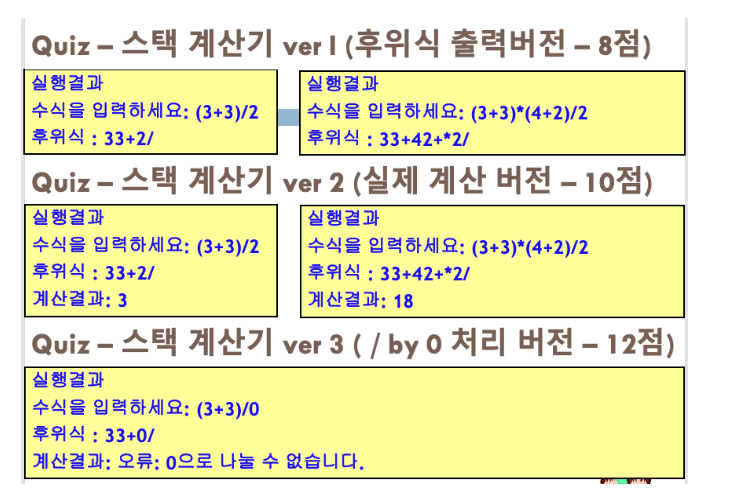 Quiz – 스택 계산기 ver 1 (후위식 출력버전 – 8점)
실행결과
수식을 입력하세요: (3+3)/2
후위식 : 33+2/
실행결과
수식을 입력하세요: (3+3)*(4+2)/2
후위식 : 33+42+*2/
Quiz – 스택 계산기 ver 2 (실제 계산 버전 – 10점)
실행결과
수식을 입력하세요: (3+3)/2
후위식 : 33+2/
계산결과: 3
실행결과
수식을 입력하세요: (3+3)*(4+2)/2
후위식 : 33+42+*2/
계산결과: 18
Quiz – 스택 계산기 ver 3 ( / by 0 처리 버전 – 12점)
실행결과
수식을 입력하세요: (3+3)/0
후위식 : 33+0/
계산결과: 오류: 0으로 나눌 수 없습니다.